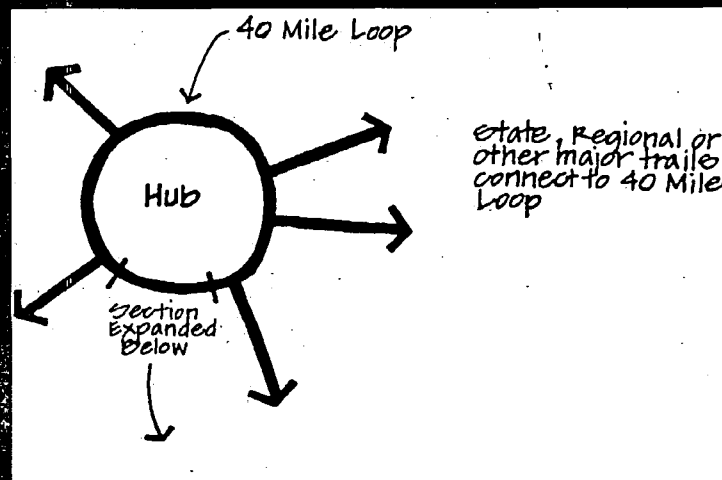 40 Mile Loop
State, Regional or
other major trails
connect to 40 Mile
Loop
Hub
Section
Expanded
Below